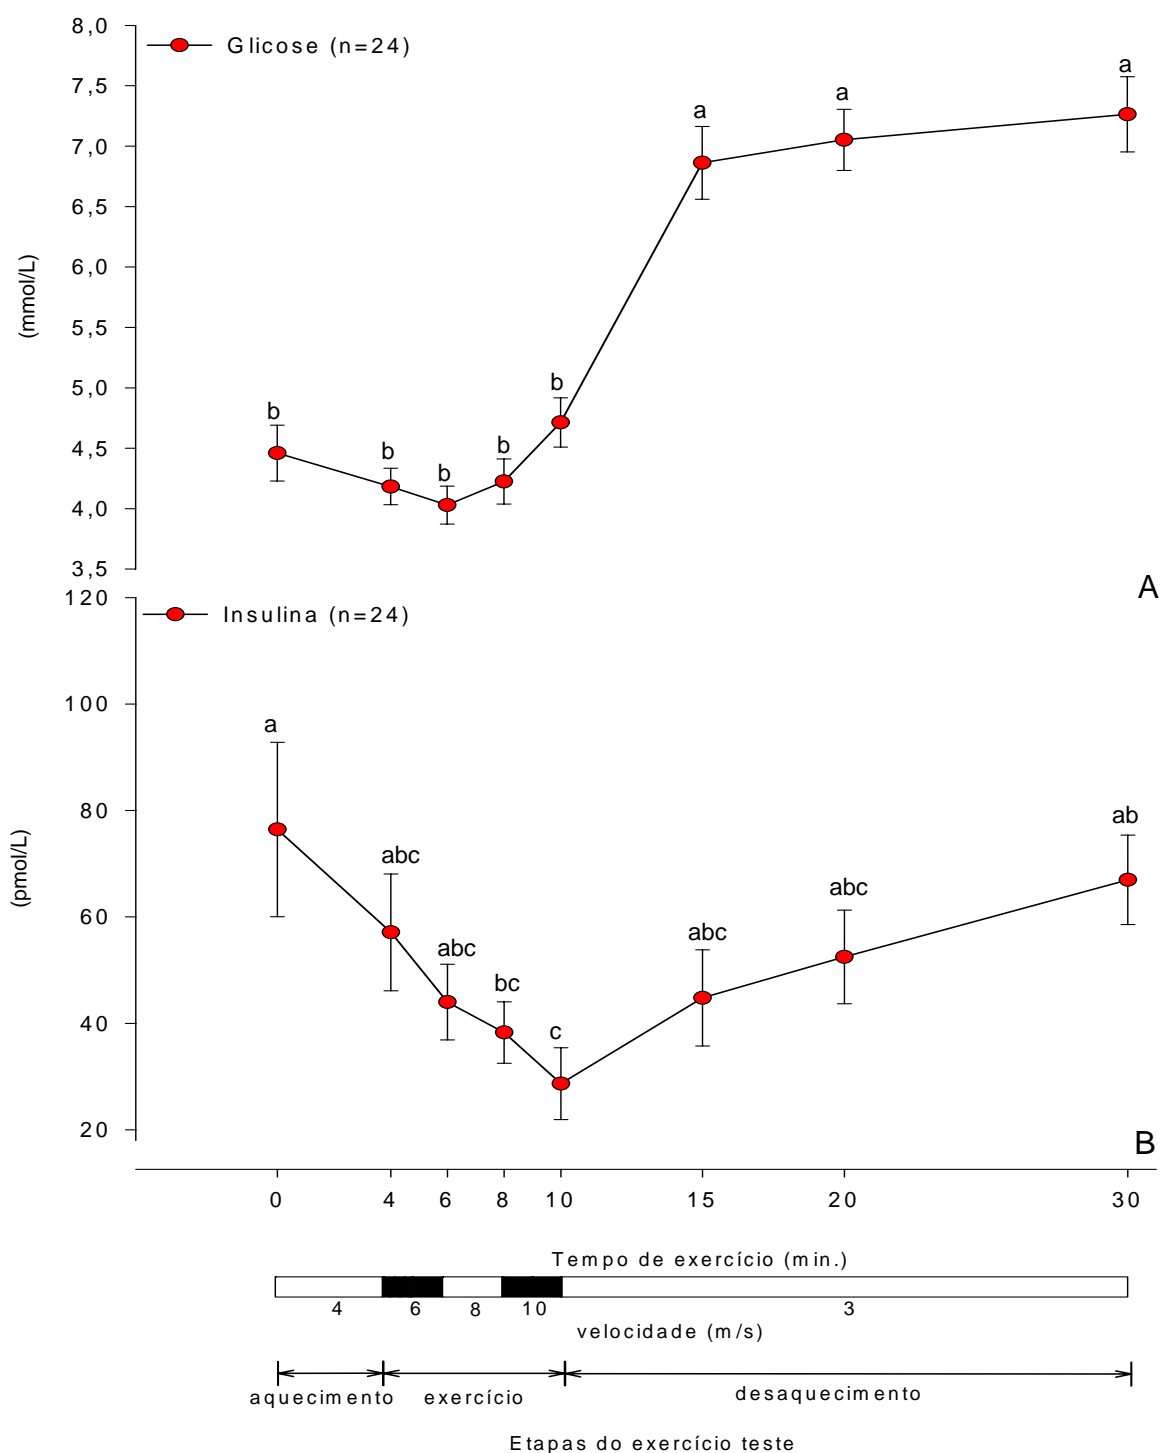 8,0
Glicose (n=24)
7,5
7,0
6,5
6,0
5,5
5,0
4,5
4,0
3,5
(mmol/L)
b
b
b
b
b
a
a
a
A
120
Insulina (n=24)
100
80
60
40
20
(pmol/L)
a
abc
abc
bc
c
abc
abc
ab
B
0 4 6 8 10 15 20 30
Tempo de exercício (min.)
4 6 8 10 3
velocidade (m/s)
aquecimento exercício desaquecimento
Etapas do exercício teste